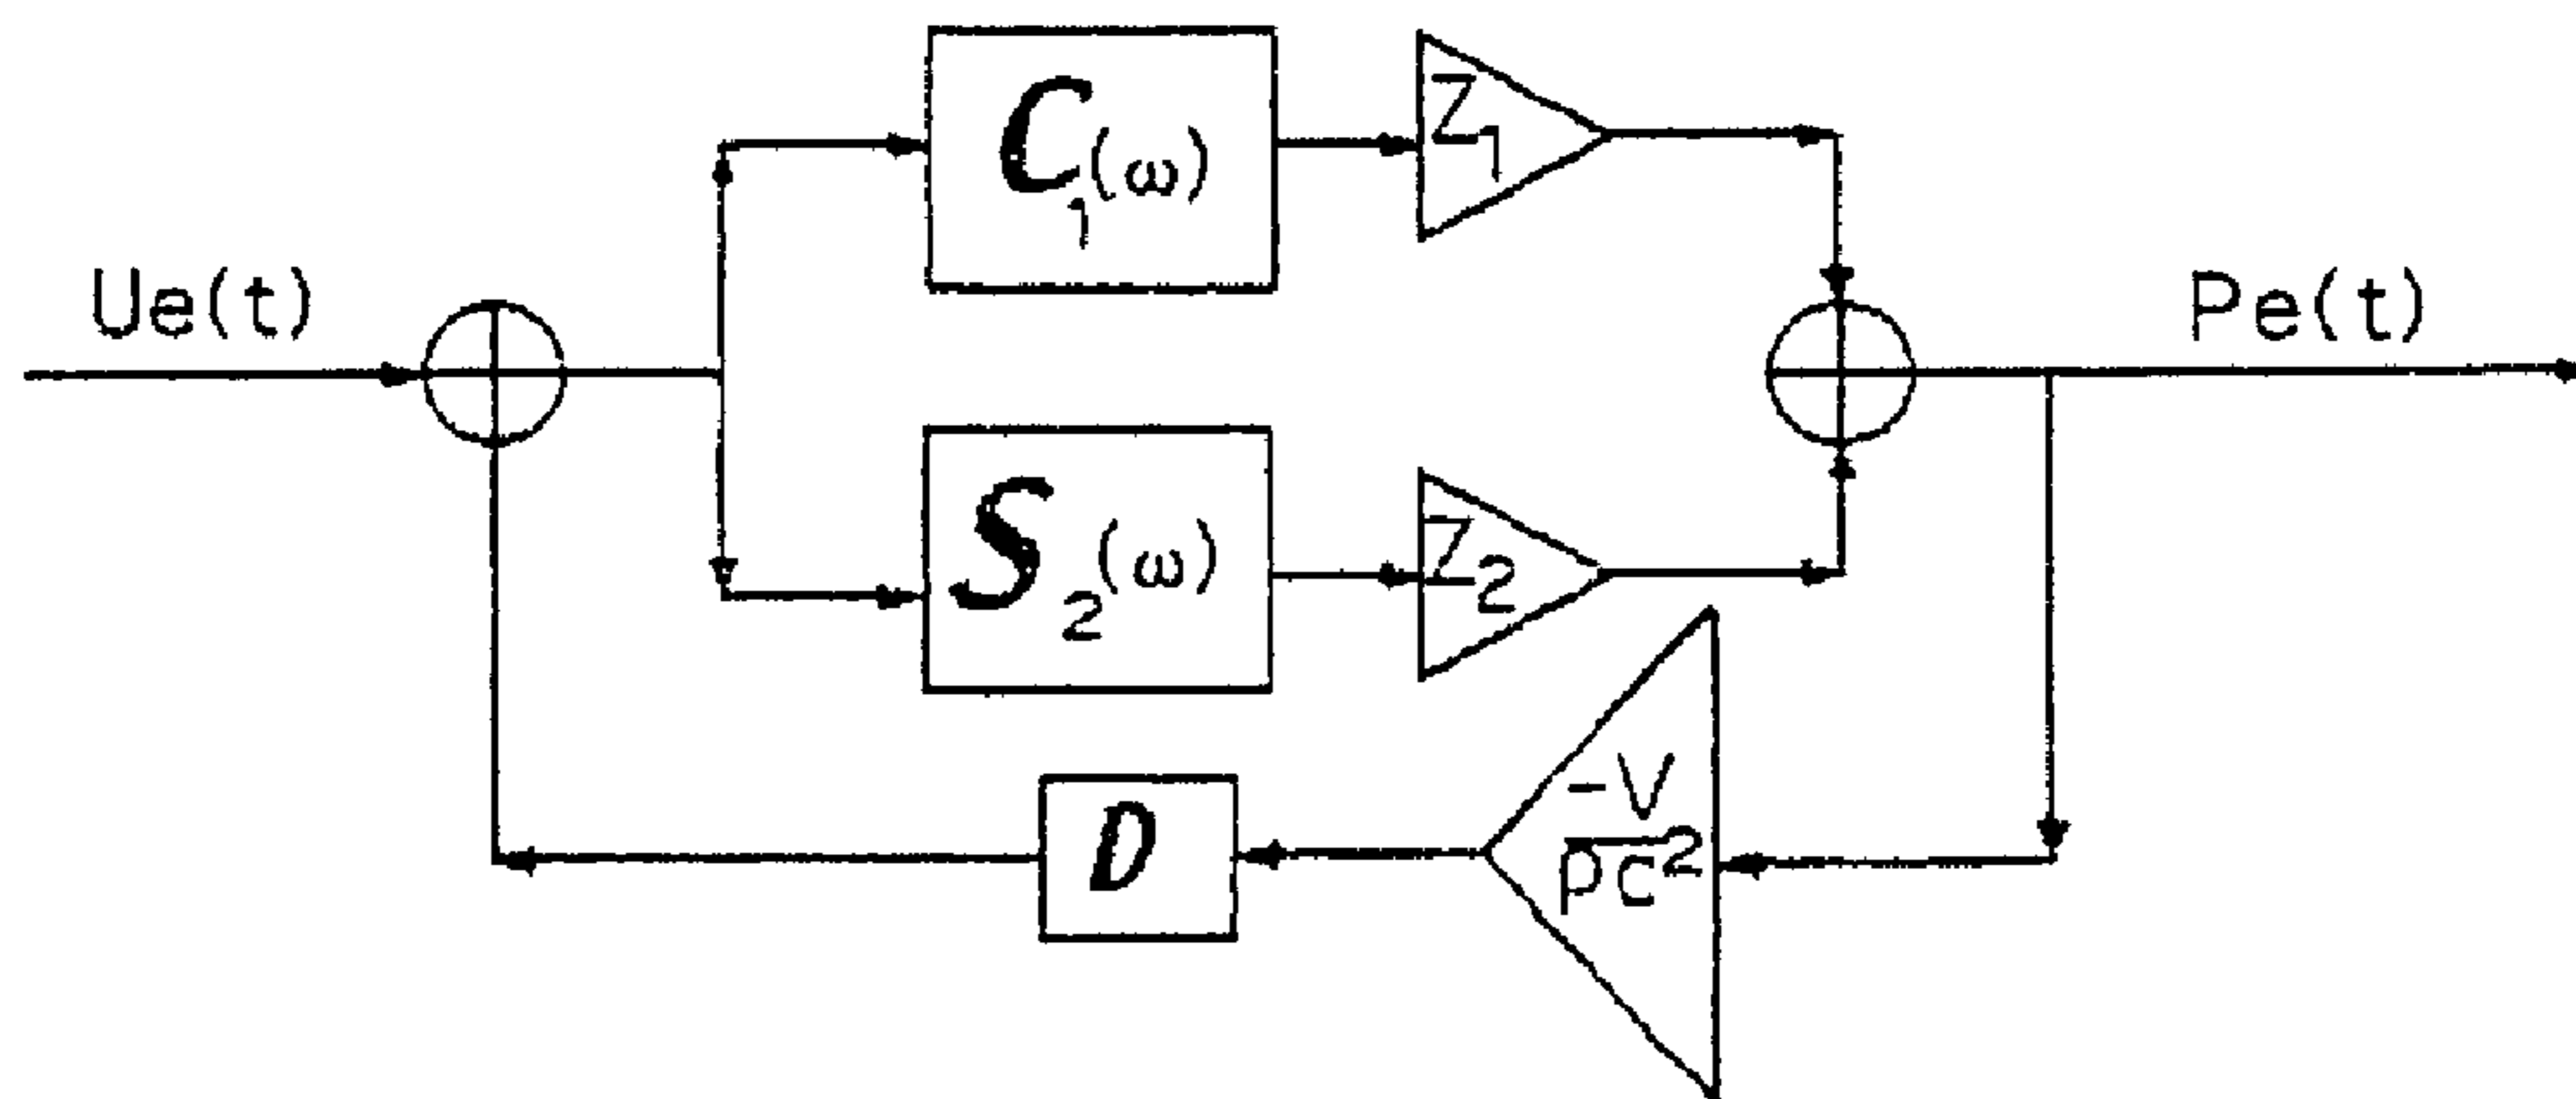 C₁(ω)
Z₁
Ue(t)
Pe(t)
S₂(ω)
Z₂
D
-V
ρc²